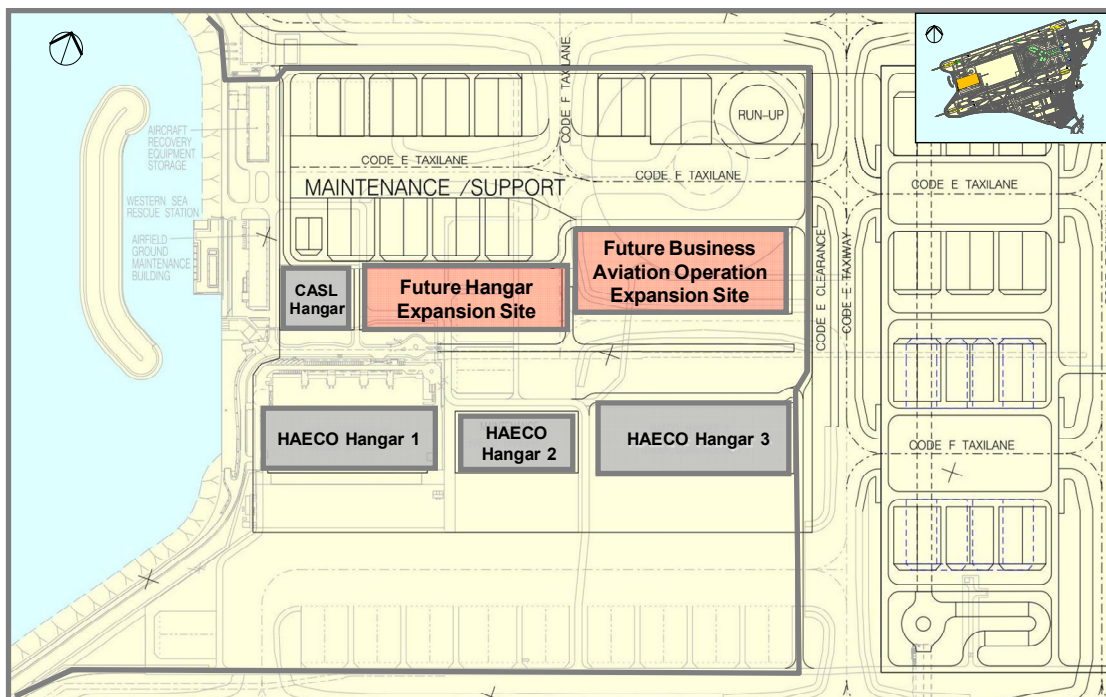 RUN-UP
CODE F TAXILANE
AIRCRAFT
RECOVERY
EQUIPMENT
STORAGE
CODE E TAXILANE
CODE F TAXILANE
CODE E TAXILANE
MAINTENANCE /SUPPORT
WESTERN SEA
RESCUE STATION
AIRFIELD
GROUND
MAINTENANCE
BUILDING
Future Business
Aviation Operation
Expansion Site
CASL
Hangar
Future Hangar
Expansion Site
CODE E CLEARANCE
CODE E TAXIWAY
HAECO Hangar 1
HAECO
Hangar 2
HAECO Hangar 3
CODE F TAXILANE